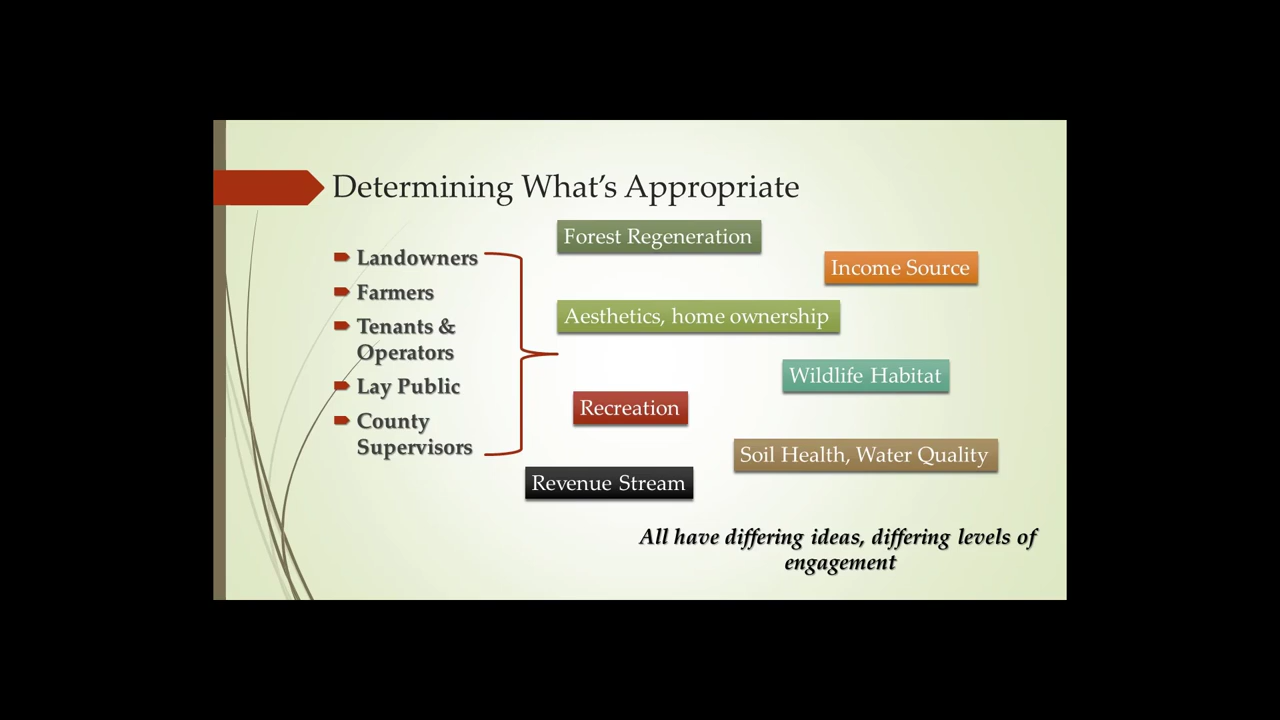 Determining What's Appropriate
Landowners
Farmers
Tenants &
Operators
Lay Public
County
Supervisors
Forest Regeneration
Income Source
Aesthetics, home ownership
Wildlife Habitat
Recreation
Soil Health, Water Quality
Revenue Stream
All have differing ideas, differing levels of
engagement